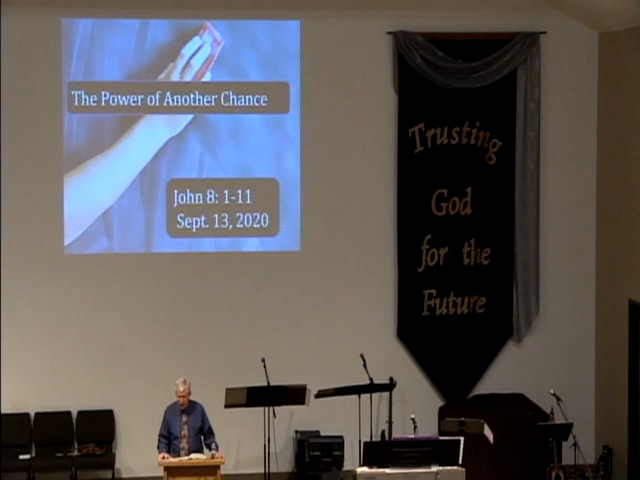 The Power of Another Chance
John 8: 1-11
Sept. 13, 2020
Trusting
God
for the
Future